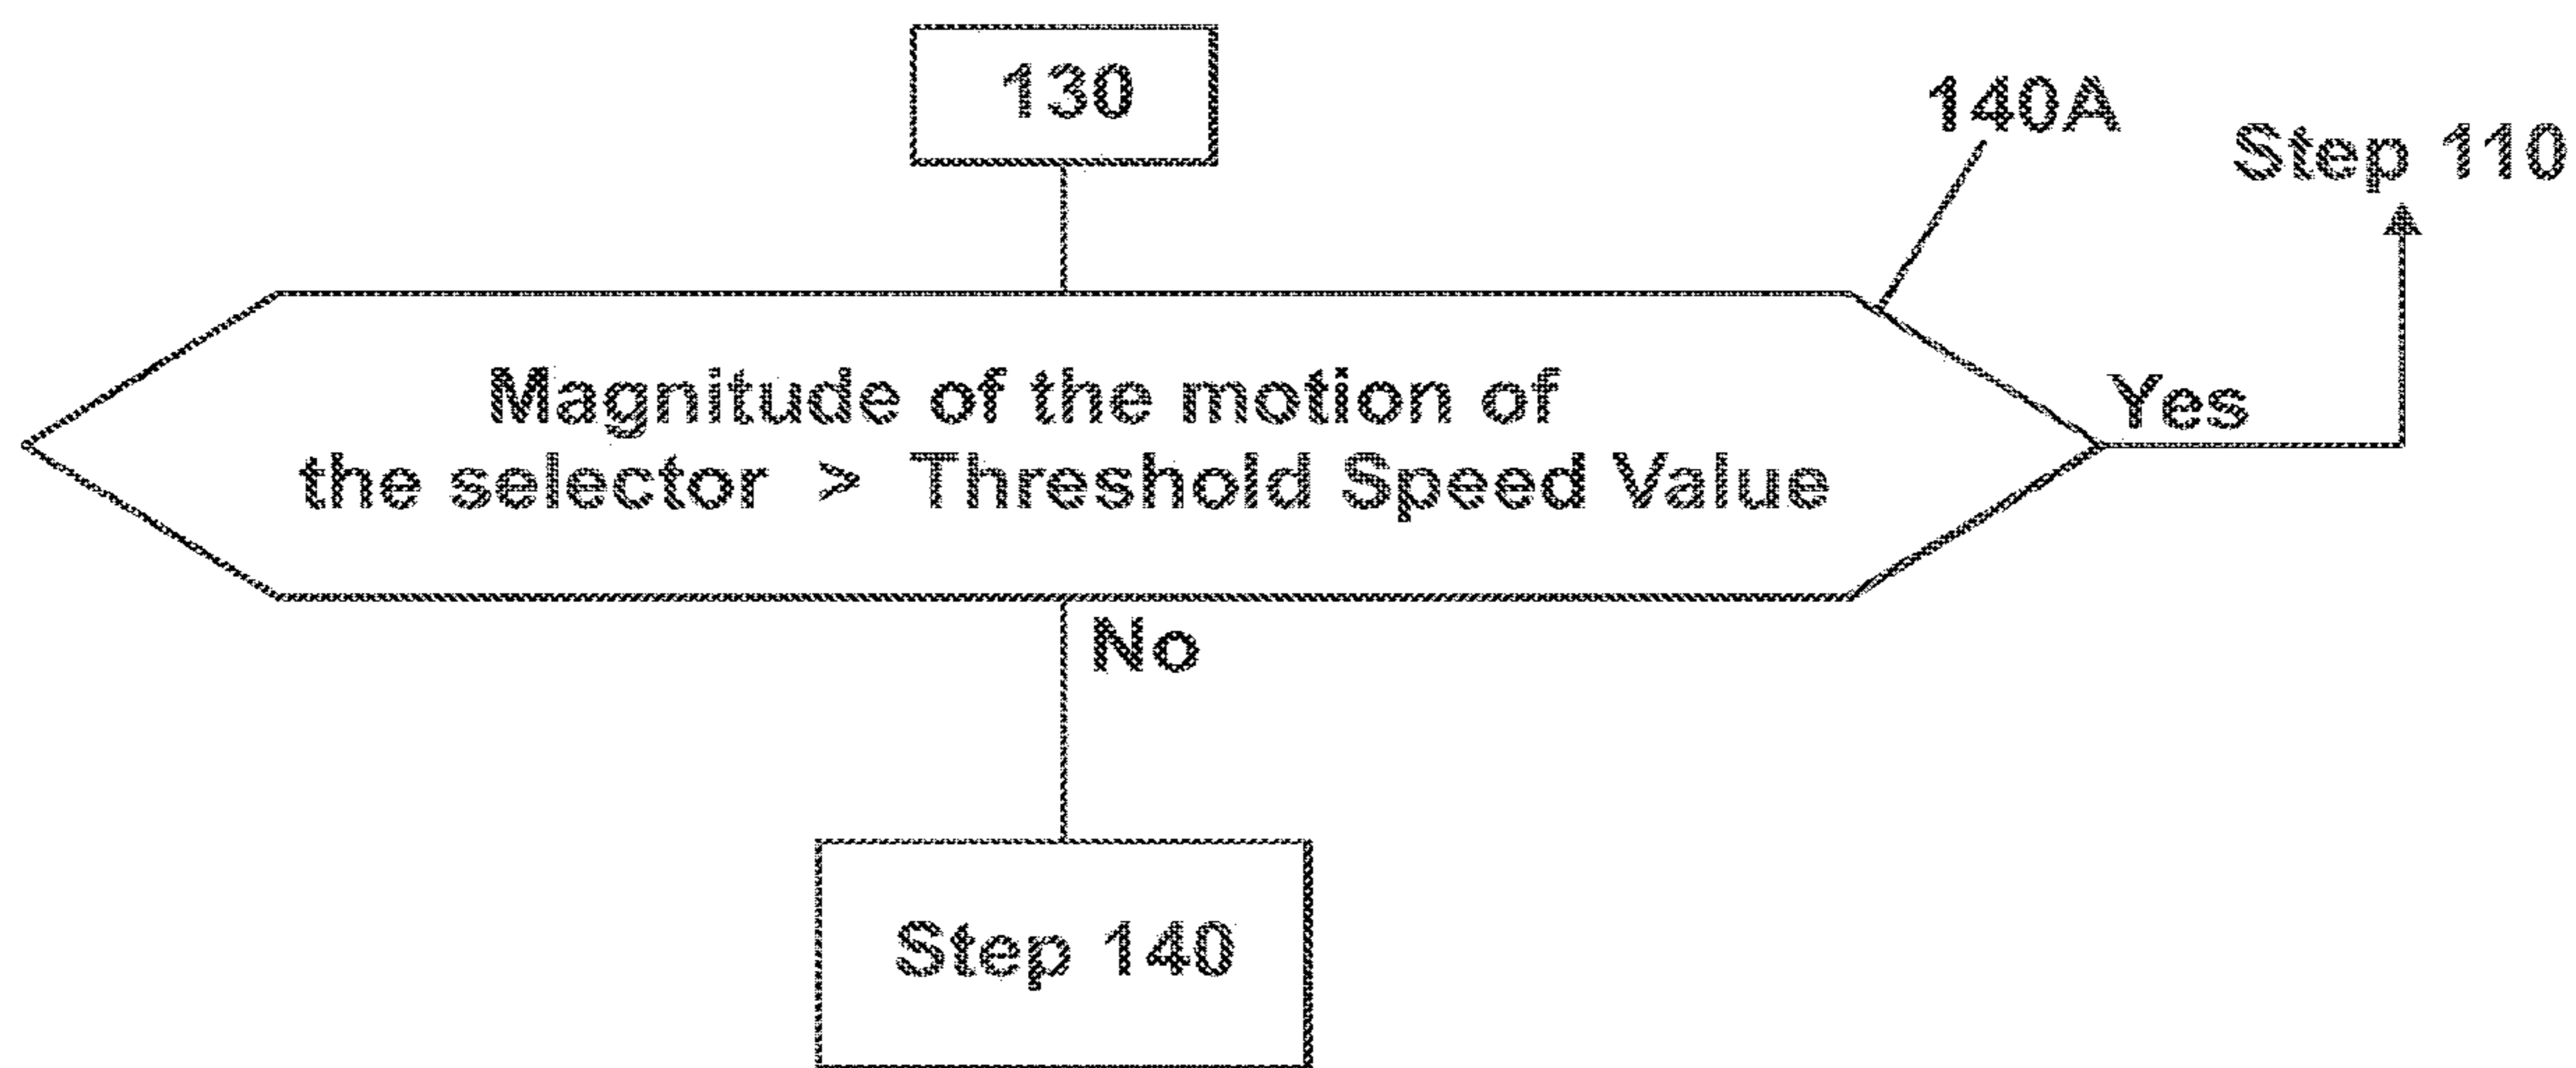 130
140A
Step 110
Magnitude of the motion of
the selector > Threshold Speed Value
Yes
No
Step 140